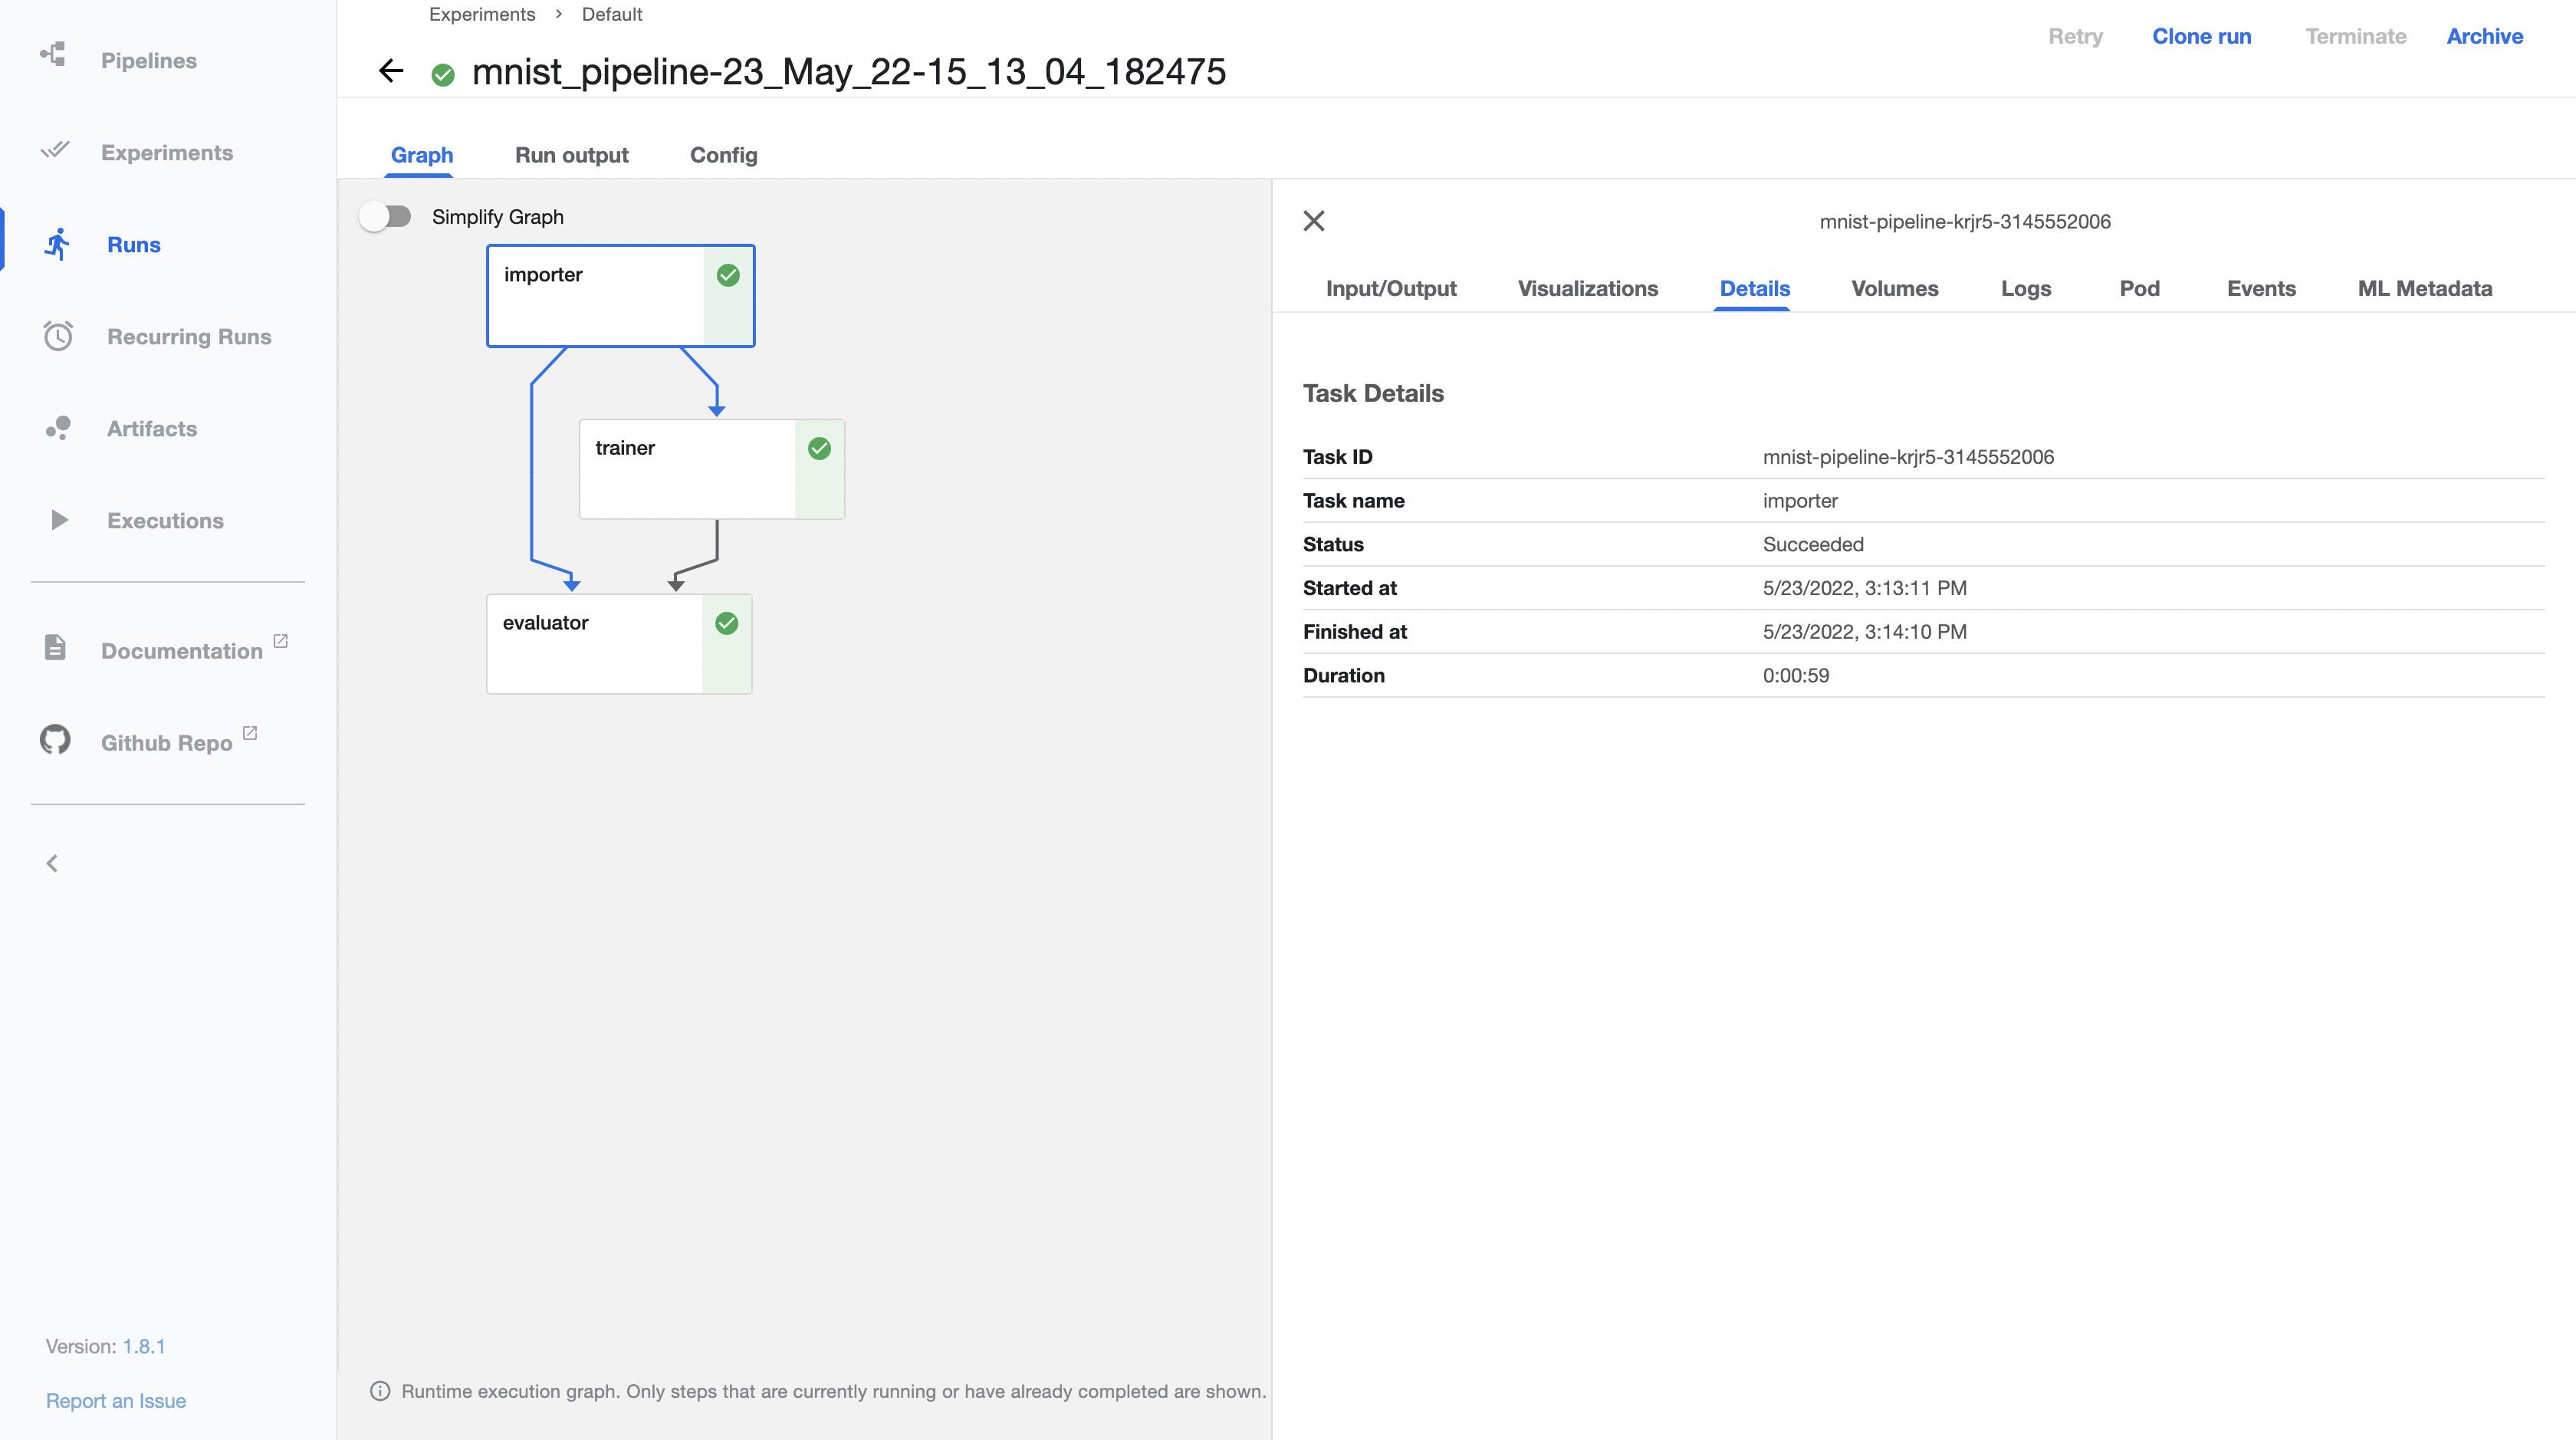 Pipelines
Experiments
Runs
Recurring Runs
Artifacts
Executions
Documentation
Github Repo
Version: 1.8.1
Report an Issue
Experiments > Default
mnist_pipeline-23_May_22-15_13_04_182475
Retry Clone run Terminate Archive
Graph Run output Config
Simplify Graph
importer
trainer
evaluator
Runtime execution graph. Only steps that are currently running or have already completed are shown.
mnist-pipeline-krjr5-3145552006
Input/Output Visualizations Details Volumes Logs Pod Events ML Metadata
Task Details
Task ID mnist-pipeline-krjr5-3145552006
Task name importer
Status Succeeded
Started at 5/23/2022, 3:13:11 PM
Finished at 5/23/2022, 3:14:10 PM
Duration 0:00:59